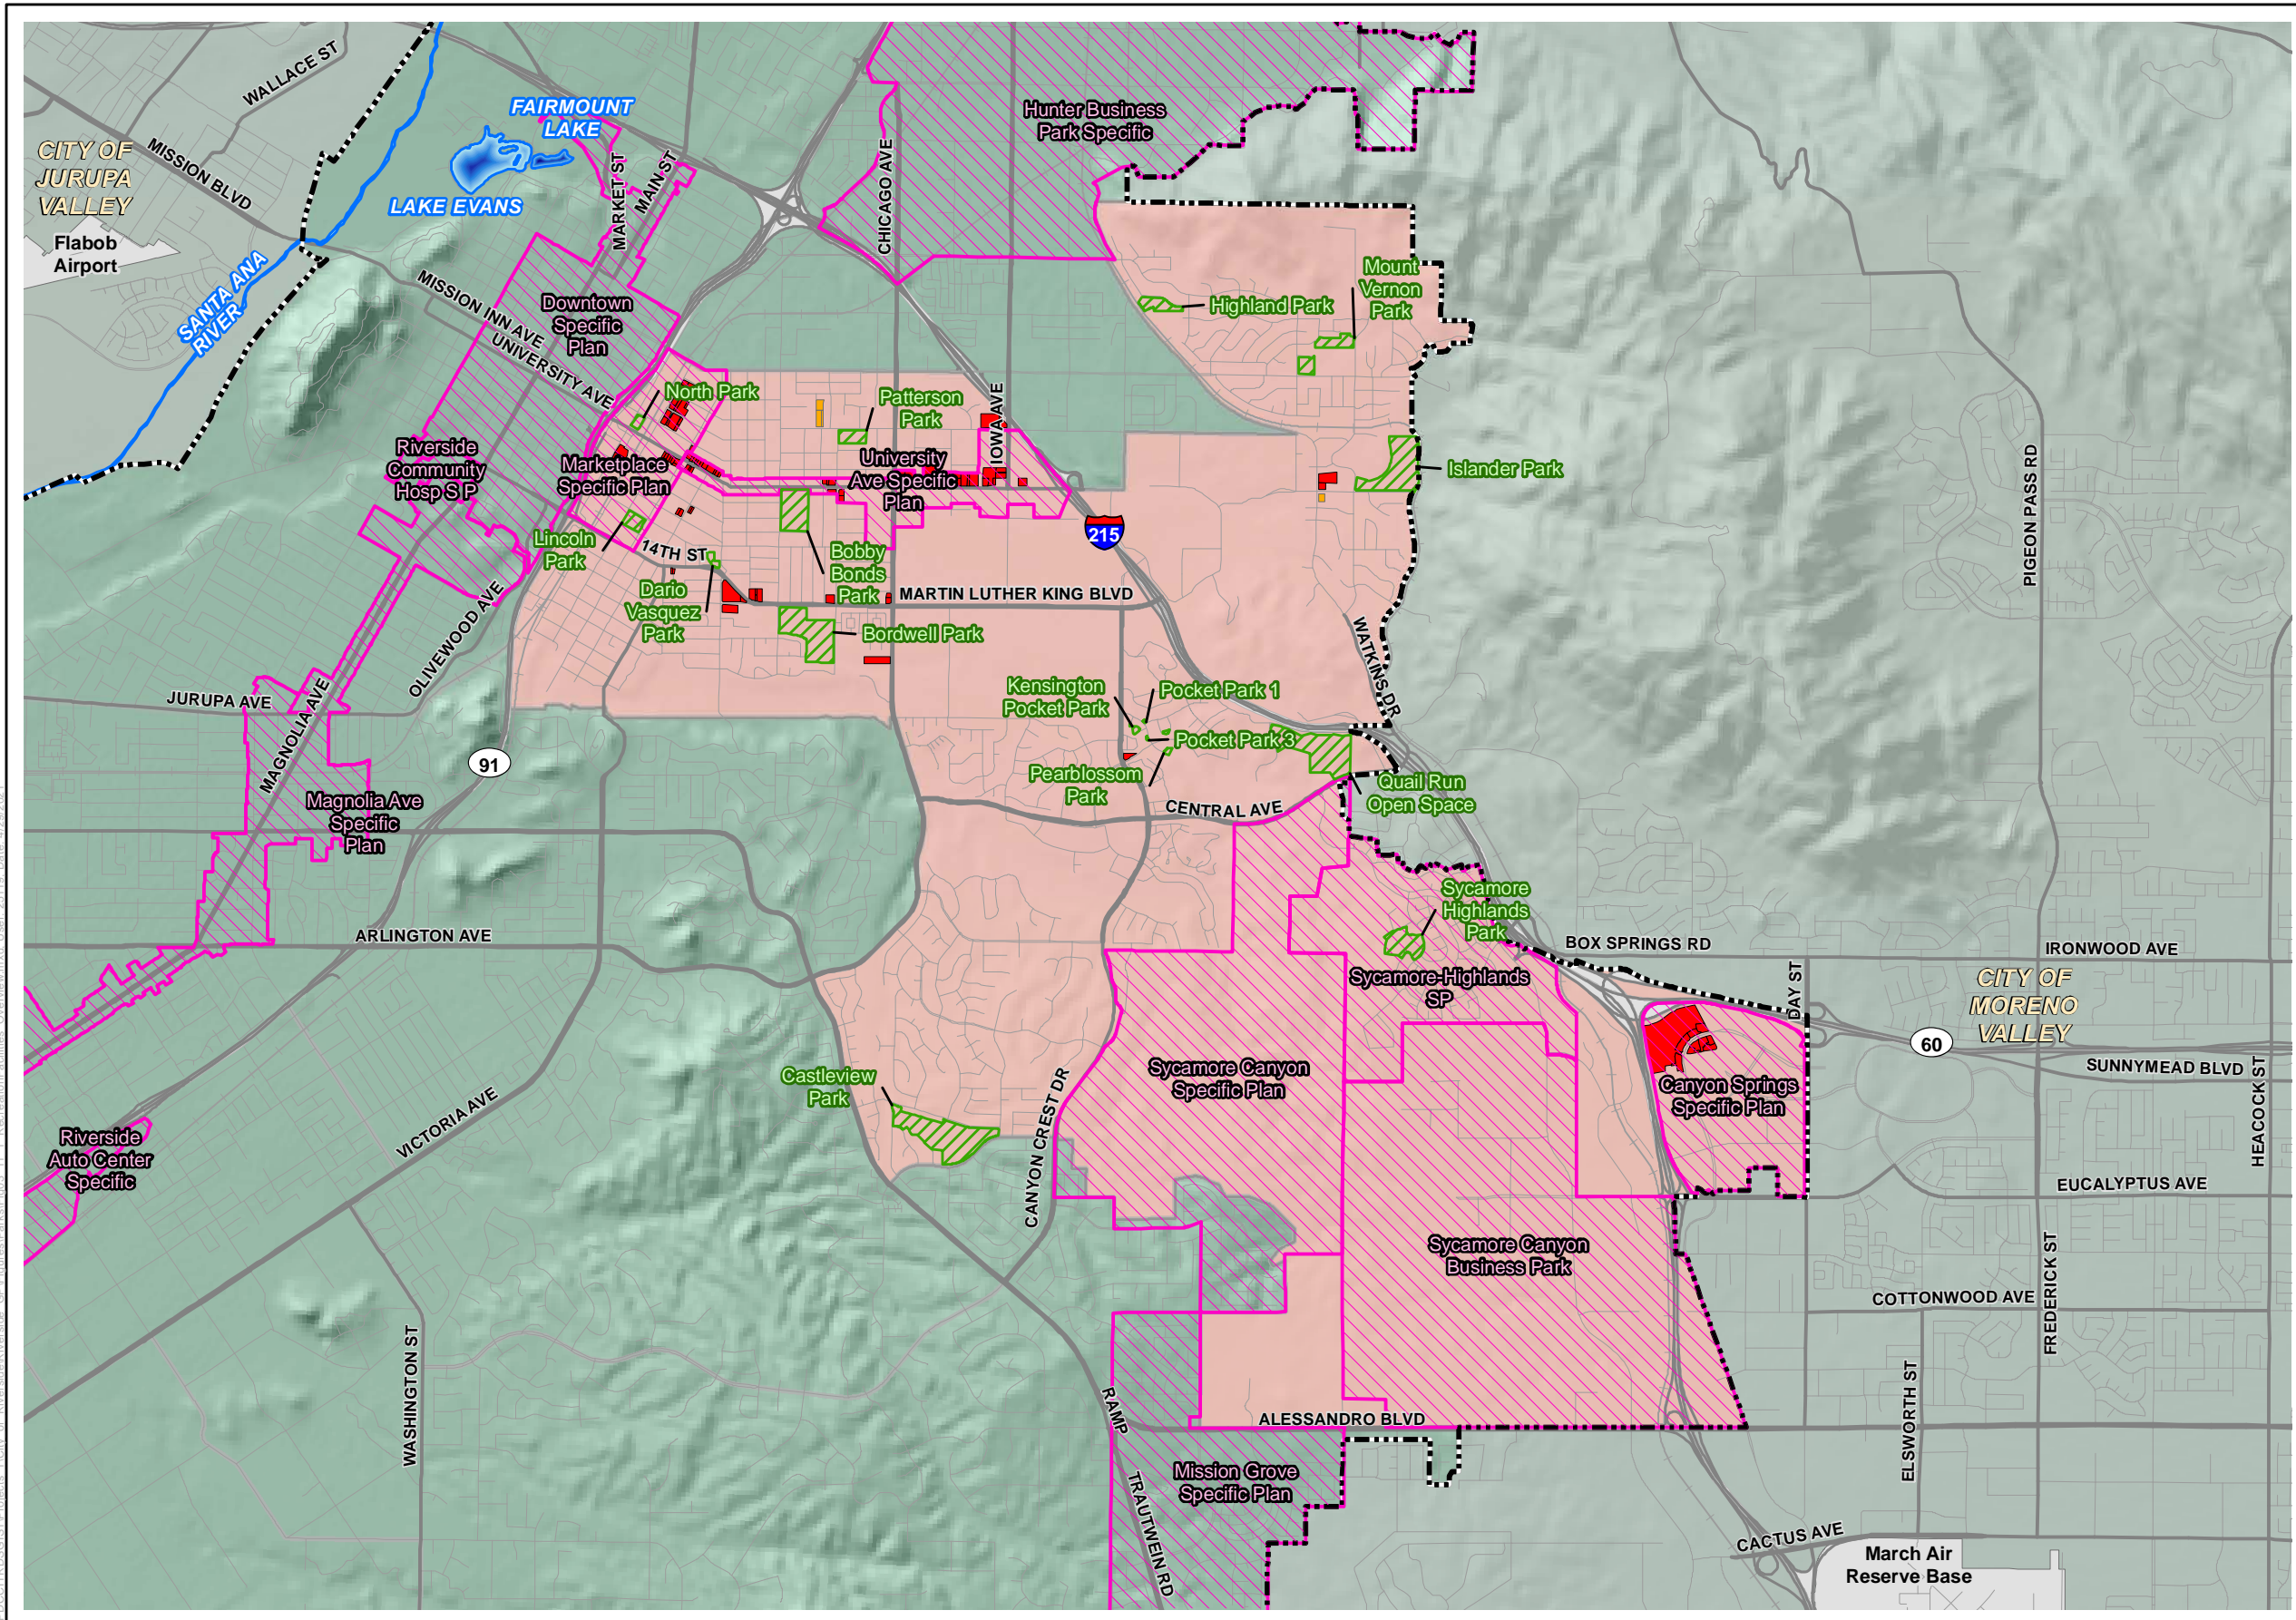 WALLACE ST
FAIRMOUNT
LAKE
Hunter Business
Park Specific
CITY OF
JURUPA
VALLEY
MISSION BLVD
MARKET ST
MAIN ST
CHICAGO AVE
LAKE EVANS
Flabob
Airport
SANTA ANA
RIVER
MISSION INN AVE
UNIVERSITY AVE
Downtown
Specific
Plan
Highland Park
Mount
Vernon
Park
North Park
Patterson
Park
IOWA AVE
Riverside
Community
Hosp S P
Marketplace
Specific Plan
University
Ave Specific
Plan
Islander Park
PIGEON PASS RD
215
Lincoln
Park
14TH ST
Bobby
Bonds
Park
Dario
Vasquez
Park
MARTIN LUTHER KING BLVD
Bordwell Park
WATKINS DR
OLIVEWOOD AVE
JURUPA AVE
MAGNOLIA AVE
Kensington
Pocket Park
Pocket Park 1
Pocket Park 3
Pearblossom
Park
91
Quail Run
Open Space
CENTRAL AVE
Magnolia Ave
Specific
Plan
Sycamore
Highlands
Park
ARLINGTON AVE
BOX SPRINGS RD
IRONWOOD AVE
Sycamore-Highlands
SP
DAY ST
CITY OF
MORENO
VALLEY
60
SUNNYMEAD BLVD
HEACOCK ST
Castleview
Park
CANYON CREST DR
Sycamore Canyon
Specific Plan
Canyon Springs
Specific Plan
VICTORIA AVE
Riverside
Auto Center
Specific
EUCALYPTUS AVE
Sycamore Canyon
Business Park
COTTONWOOD AVE
FREDERICK ST
WASHINGTON ST
RAMP
ALESSANDRO BLVD
ELSWORTH ST
Mission Grove
Specific Plan
TRAUTWEIN RD
CACTUS AVE
March Air
Reserve Base